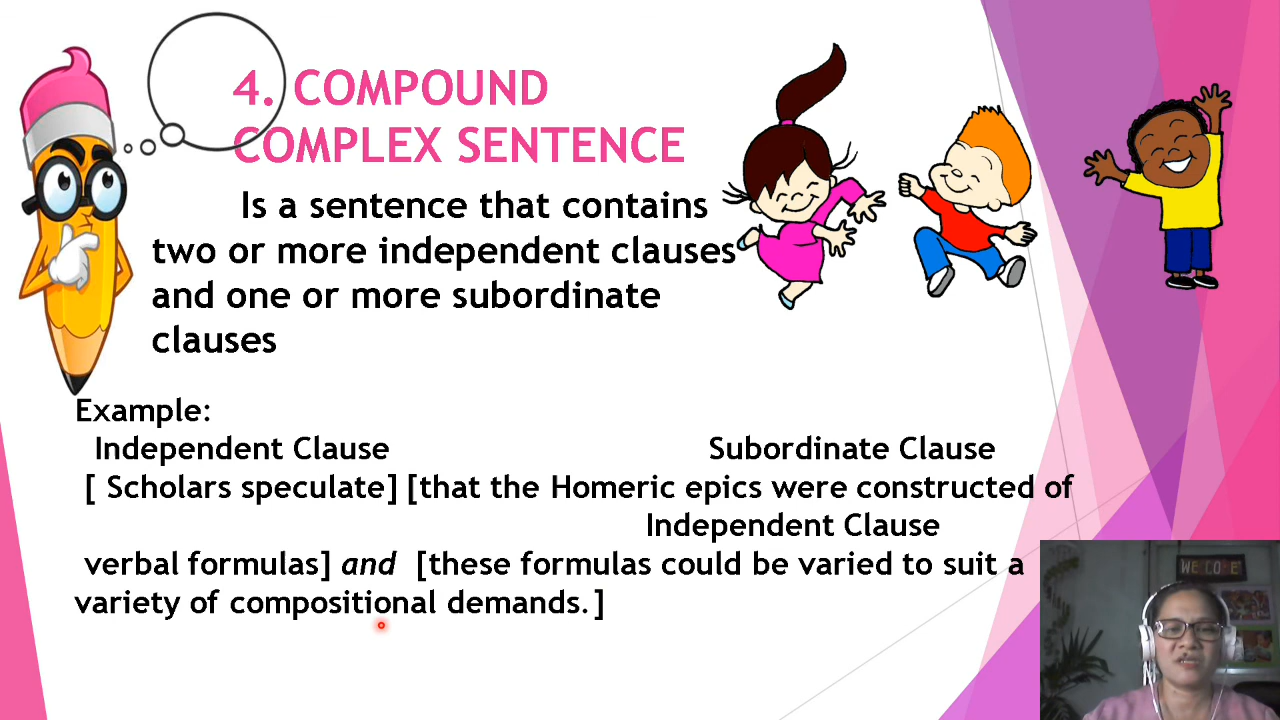 4. COMPOUND
COMPLEX SENTENCE
Is a sentence that contains
two or more independent clauses
and one or more subordinate
clauses
Example:
Independent Clause Subordinate Clause
[ Scholars speculate] [that the Homeric epics were constructed of
Independent Clause
verbal formulas] and [these formulas could be varied to suit a
variety of compositional demands.]
WELCOME